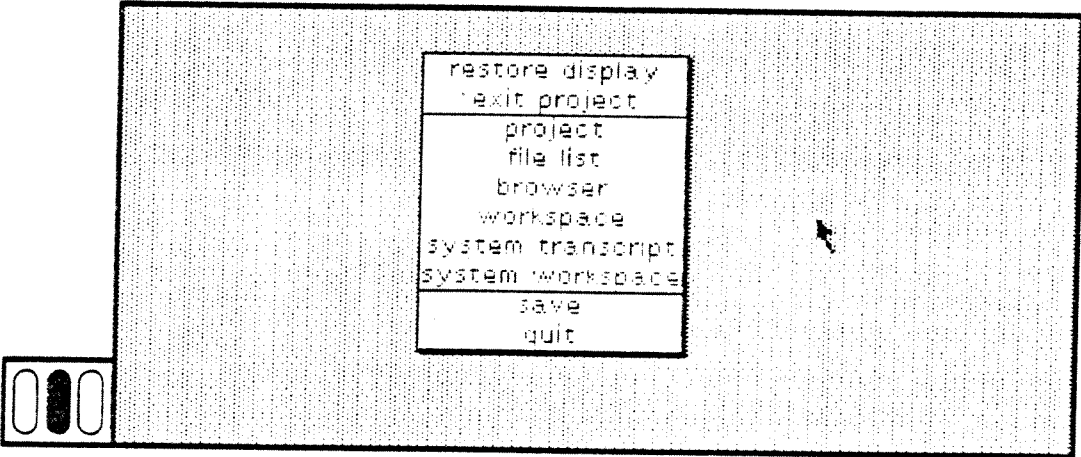 restore display
exit project
project
file list
browser
workspace
system transcript
system workspace
save
quit